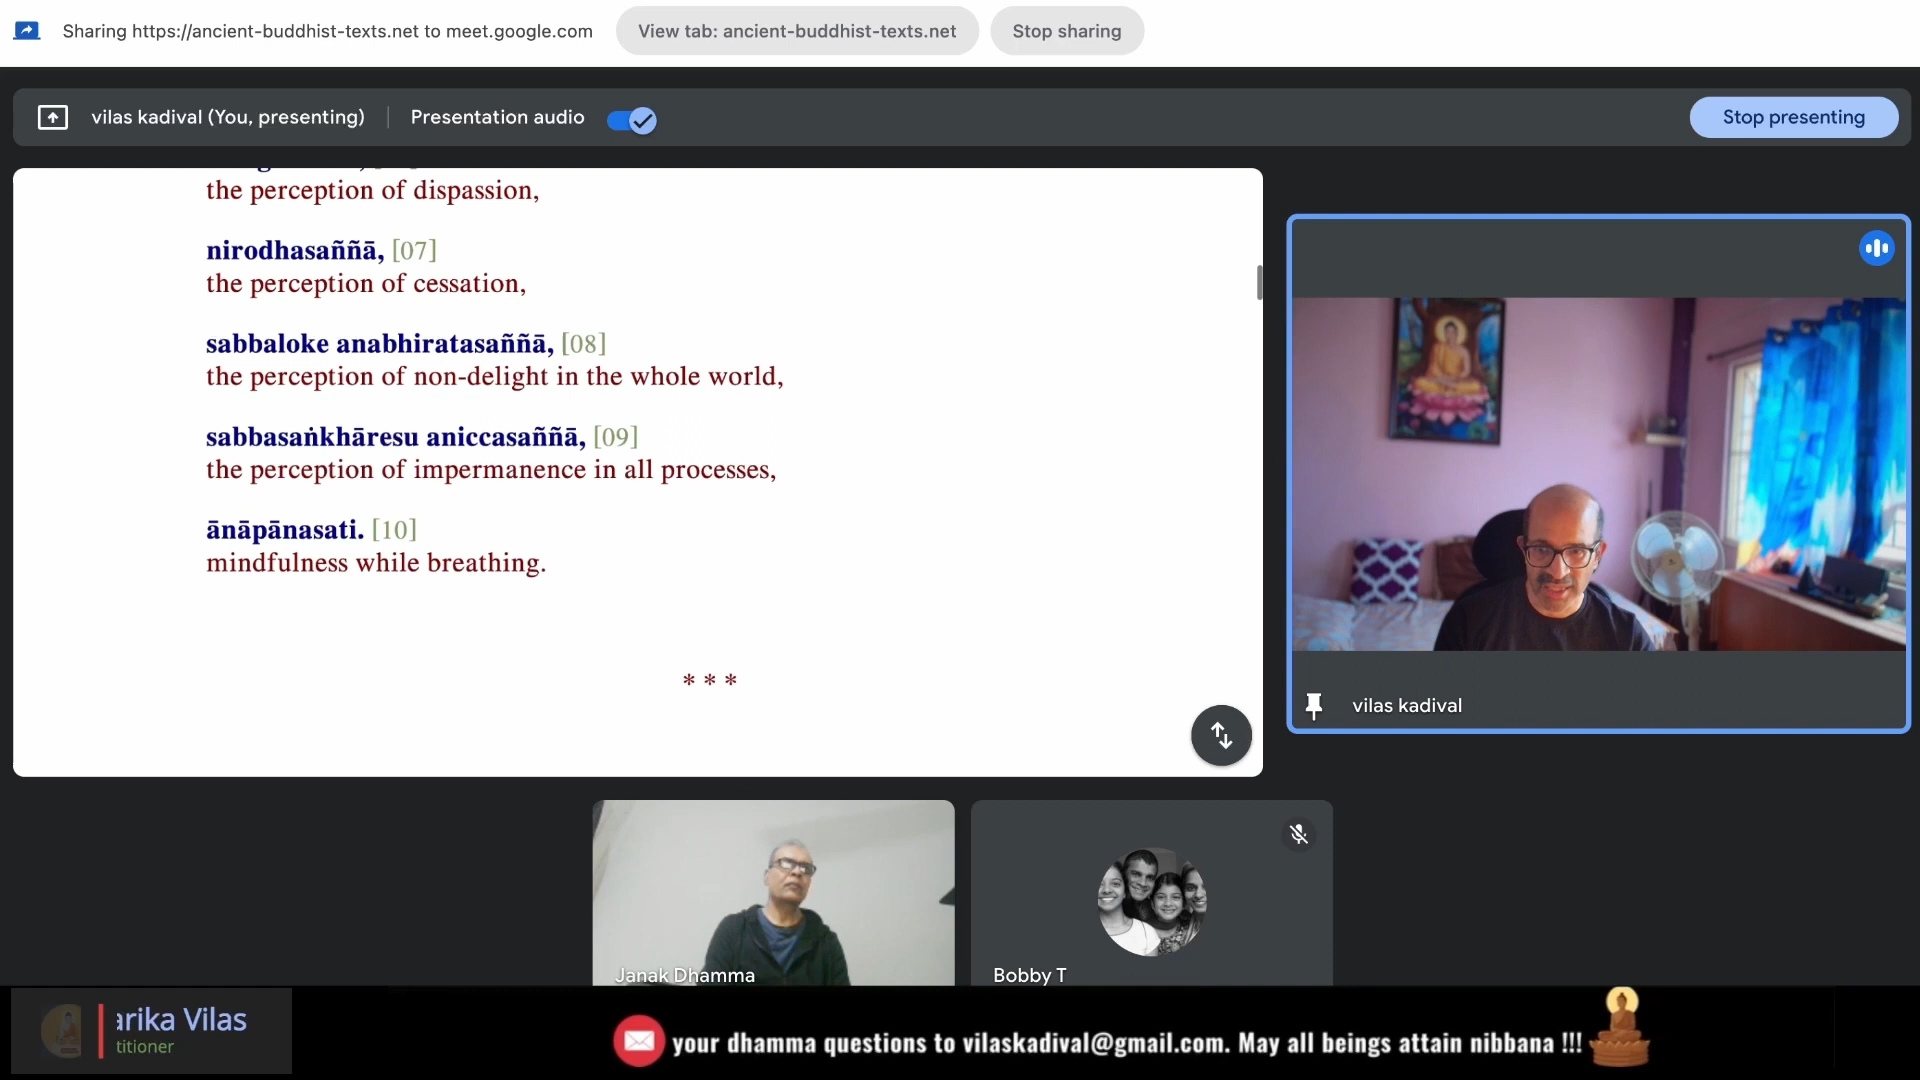 Sharing https://ancient-buddhist-texts.net to meet.google.com
View tab: ancient-buddhist-texts.net
Stop sharing
vilas kadival (You, presenting)
Presentation audio
Stop presenting
the perception of dispassion,
nirodhasaññā, [07]
the perception of cessation,
sabbaloke anabhiratasaññā, [08]
the perception of non-delight in the whole world,
sabbasaṅkhāresu aniccasaññā, [09]
the perception of impermanence in all processes,
ānāpānasati. [10]
mindfulness while breathing.
* * *
vilas kadival
Janak Dhamma
Bobby T
arika Vilas
titioner
your dhamma questions to vilaskadival@gmail.com. May all beings attain nibbana !!!